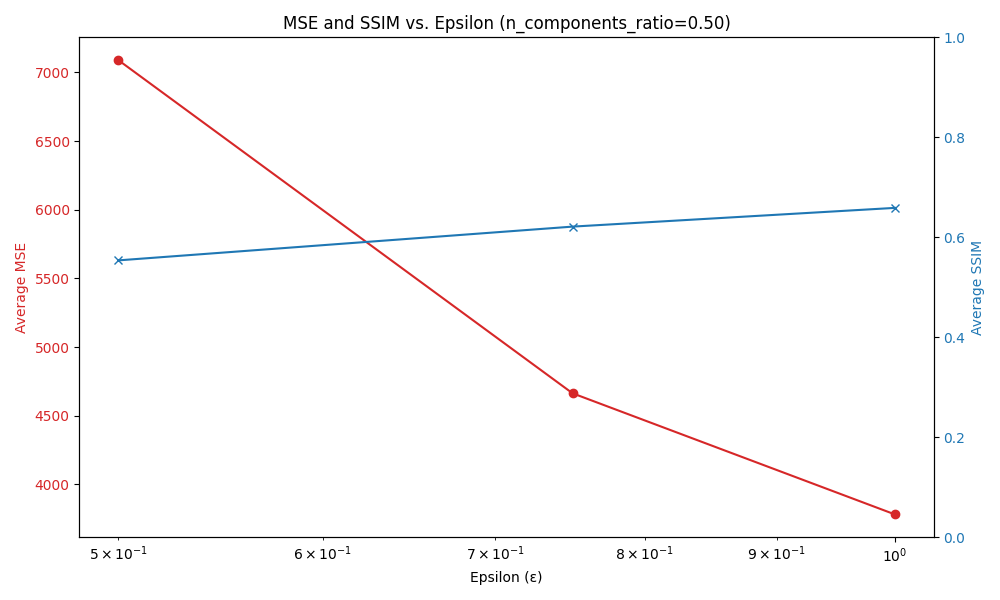 MSE and SSIM vs. Epsilon (n_components_ratio=0.50)
Average MSE
7000
6500
6000
5500
5000
4500
4000
1.0
0.8
0.6
0.4
0.2
0.0
Average SSIM
5 × 10⁻¹ 6 × 10⁻¹ 7 × 10⁻¹ 8 × 10⁻¹ 9 × 10⁻¹ 10⁰
Epsilon (ε)